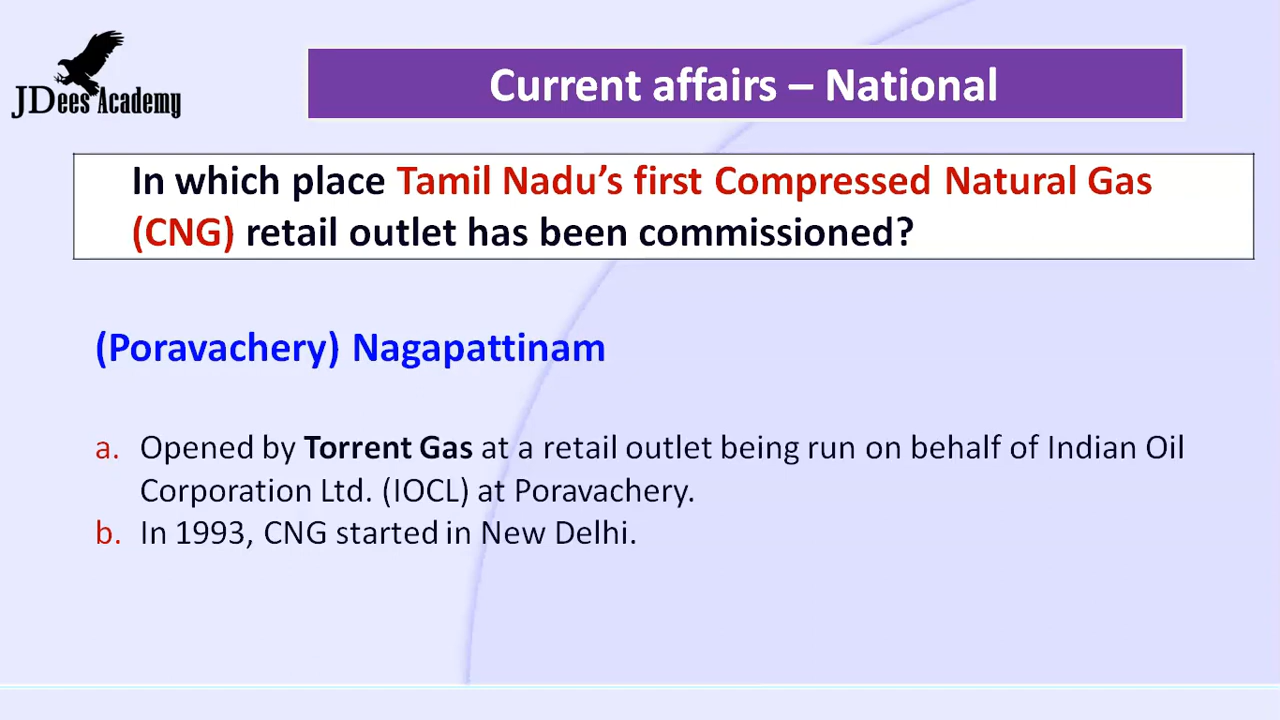 JDees Academy
Current affairs – National
In which place Tamil Nadu’s first Compressed Natural Gas
(CNG) retail outlet has been commissioned?
(Poravachery) Nagapattinam
a. Opened by Torrent Gas at a retail outlet being run on behalf of Indian Oil
Corporation Ltd. (IOCL) at Poravachery.
b. In 1993, CNG started in New Delhi.